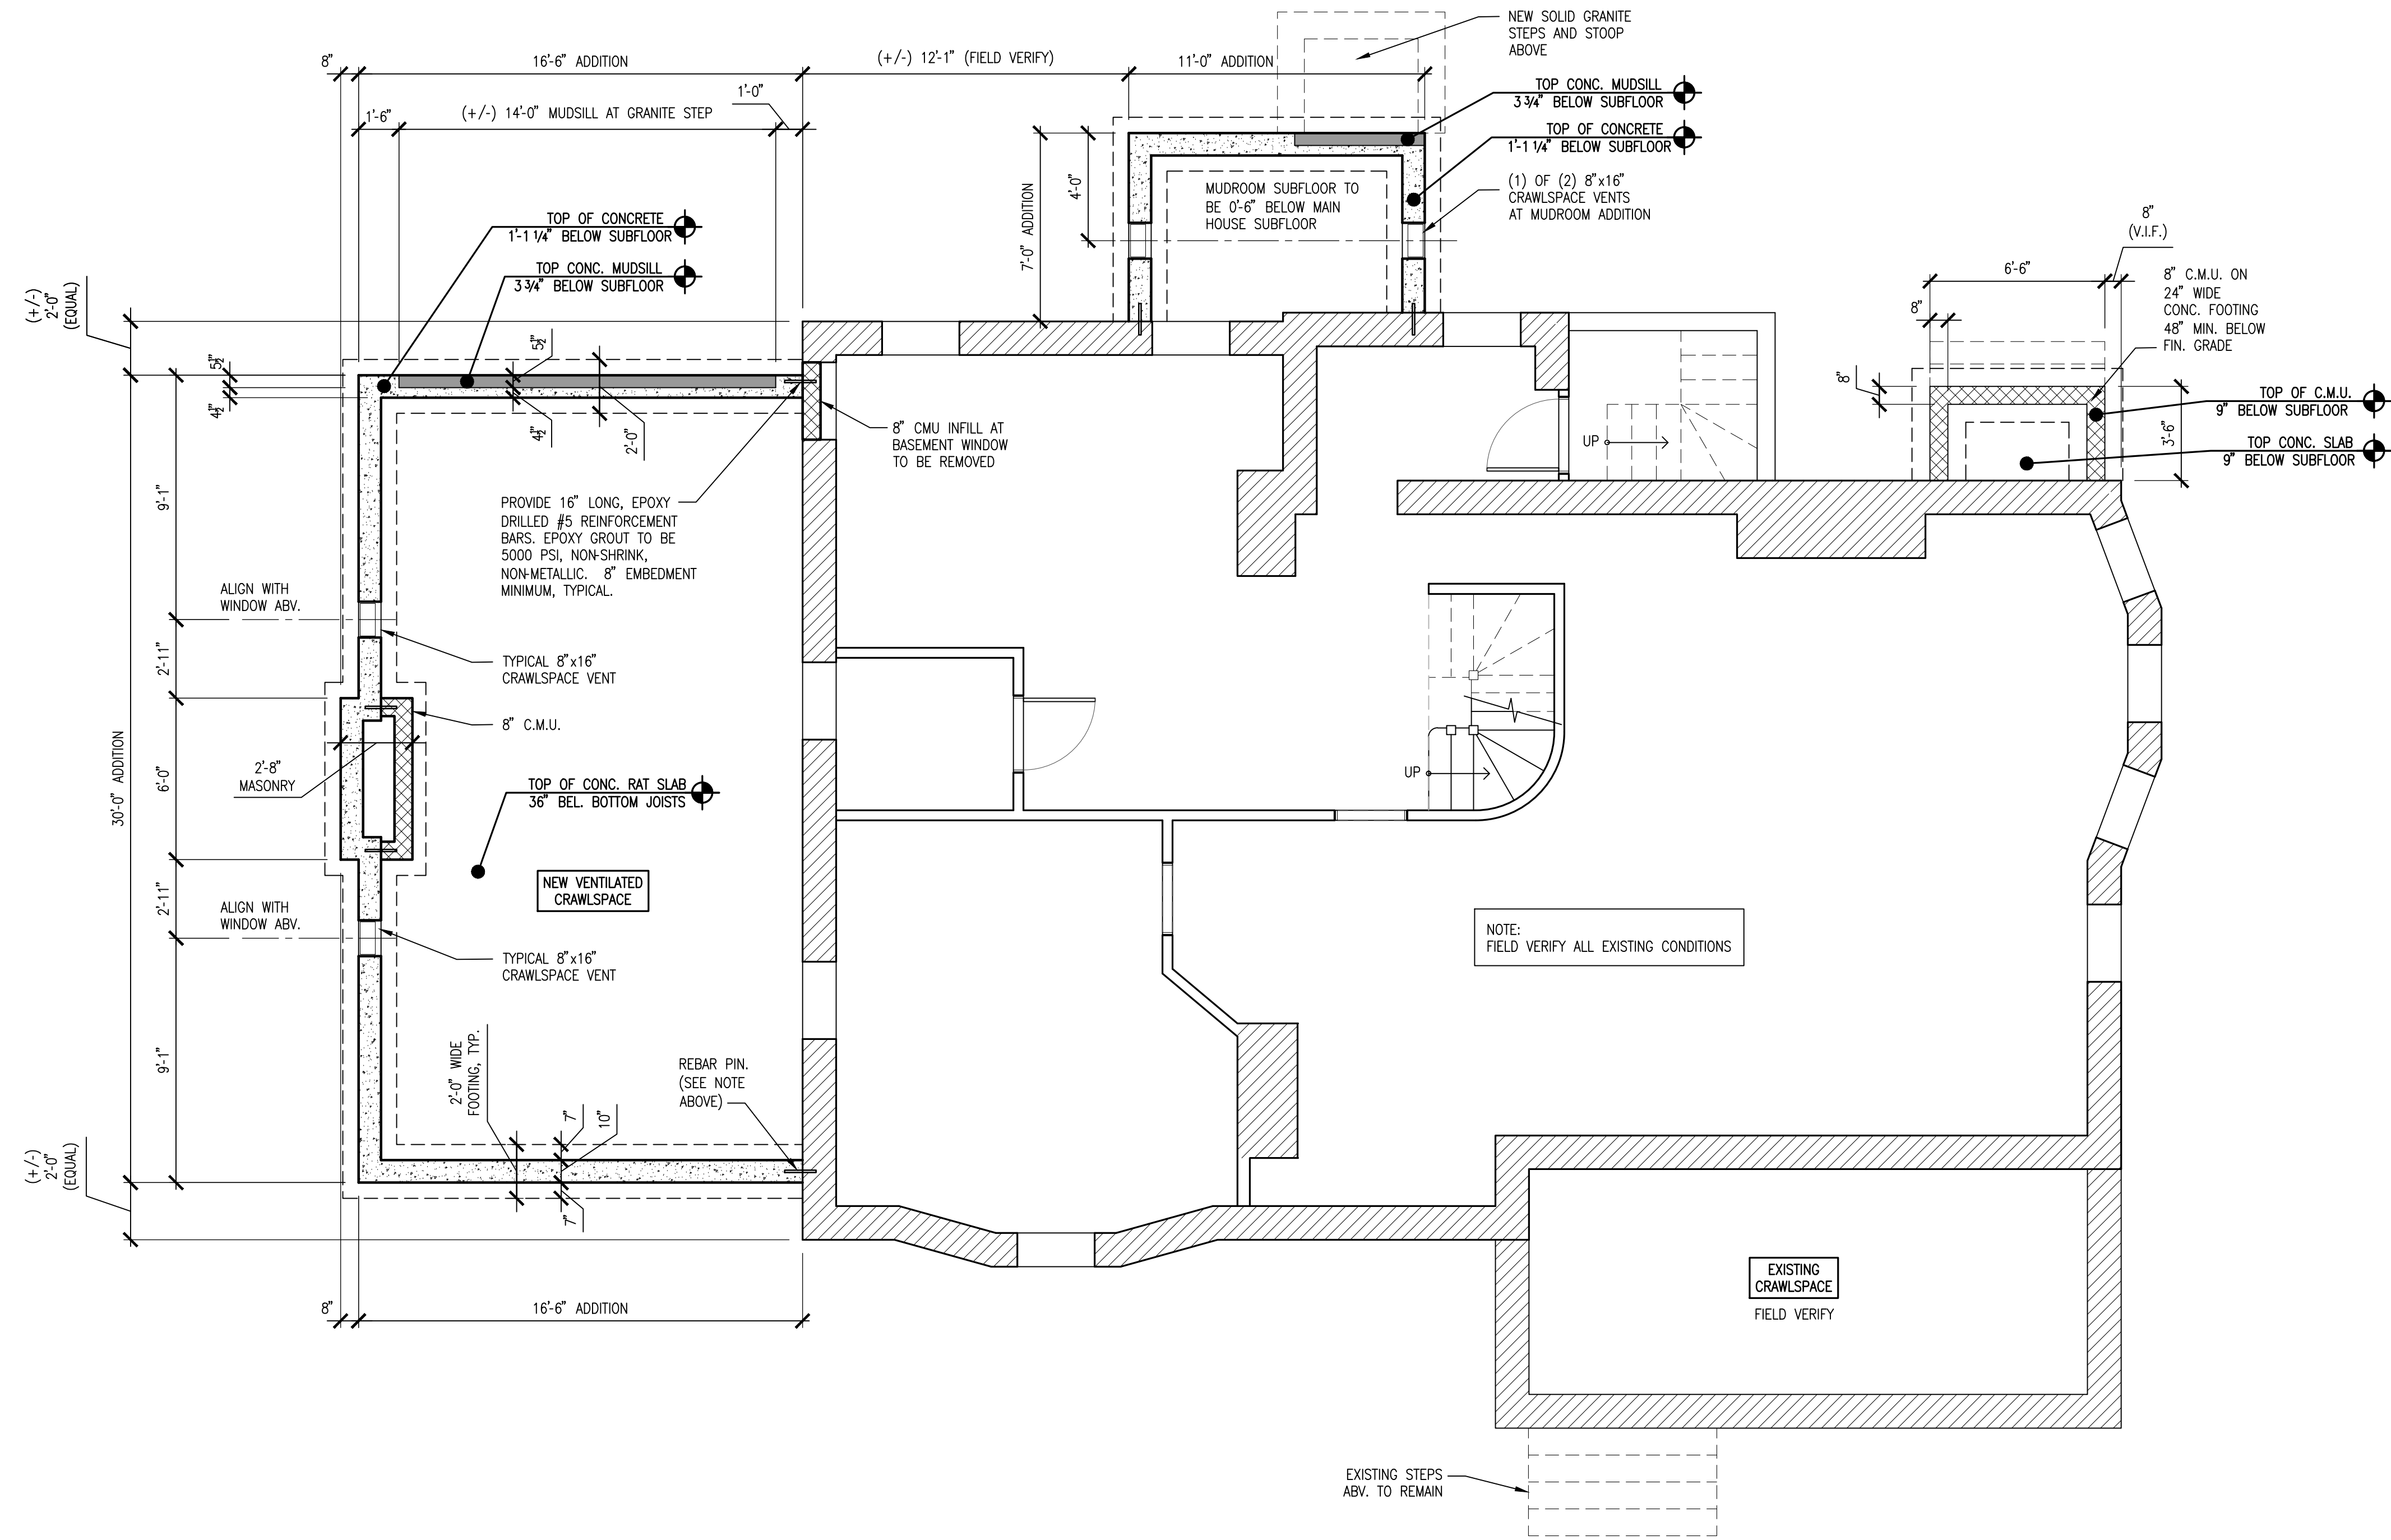 NEW SOLID GRANITE
STEPS AND STOOP
ABOVE
8"
16'-6" ADDITION
(+/-) 12'-1" (FIELD VERIFY)
11'-0" ADDITION
1'-0"
1'-6"
(+/-) 14'-0" MUDSILL AT GRANITE STEP
TOP CONC. MUDSILL
3 3/4" BELOW SUBFLOOR
TOP OF CONCRETE
1'-1 1/4" BELOW SUBFLOOR
(1) OF (2) 8"x16"
CRAWLSPACE VENTS
AT MUDROOM ADDITION
7'-0" ADDITION
4'-0"
MUDROOM SUBFLOOR TO
BE 0'-6" BELOW MAIN
HOUSE SUBFLOOR
TOP OF CONCRETE
1'-1 1/4" BELOW SUBFLOOR
TOP CONC. MUDSILL
3 3/4" BELOW SUBFLOOR
8"
(V.I.F.)
6'-6"
8"
8" C.M.U. ON
24" WIDE
CONC. FOOTING
48" MIN. BELOW
FIN. GRADE
8"
TOP OF C.M.U.
9" BELOW SUBFLOOR
3'-6"
TOP CONC. SLAB
9" BELOW SUBFLOOR
(+/-)
2'-0"
(EQUAL)
5 1/2"
4 1/2"
5 1/2"
4 1/2"
2'-0"
8" CMU INFILL AT
BASEMENT WINDOW
TO BE REMOVED
UP
9'-1"
PROVIDE 16" LONG, EPOXY
DRILLED #5 REINFORCEMENT
BARS. EPOXY GROUT TO BE
5000 PSI, NON-SHRINK,
NON-METALLIC. 8" EMBEDMENT
MINIMUM, TYPICAL.
ALIGN WITH
WINDOW ABV.
2'-11"
TYPICAL 8"x16"
CRAWLSPACE VENT
8" C.M.U.
30'-0" ADDITION
6'-0"
2'-8"
MASONRY
TOP OF CONC. RAT SLAB
36" BEL. BOTTOM JOISTS
UP
NEW VENTILATED
CRAWLSPACE
2'-11"
ALIGN WITH
WINDOW ABV.
TYPICAL 8"x16"
CRAWLSPACE VENT
NOTE:
FIELD VERIFY ALL EXISTING CONDITIONS
9'-1"
2'-0" WIDE
FOOTING, TYP.
7"
10"
7"
REBAR PIN.
(SEE NOTE
ABOVE)
(+/-)
2'-0"
(EQUAL)
8"
16'-6" ADDITION
EXISTING
CRAWLSPACE
FIELD VERIFY
EXISTING STEPS
ABV. TO REMAIN